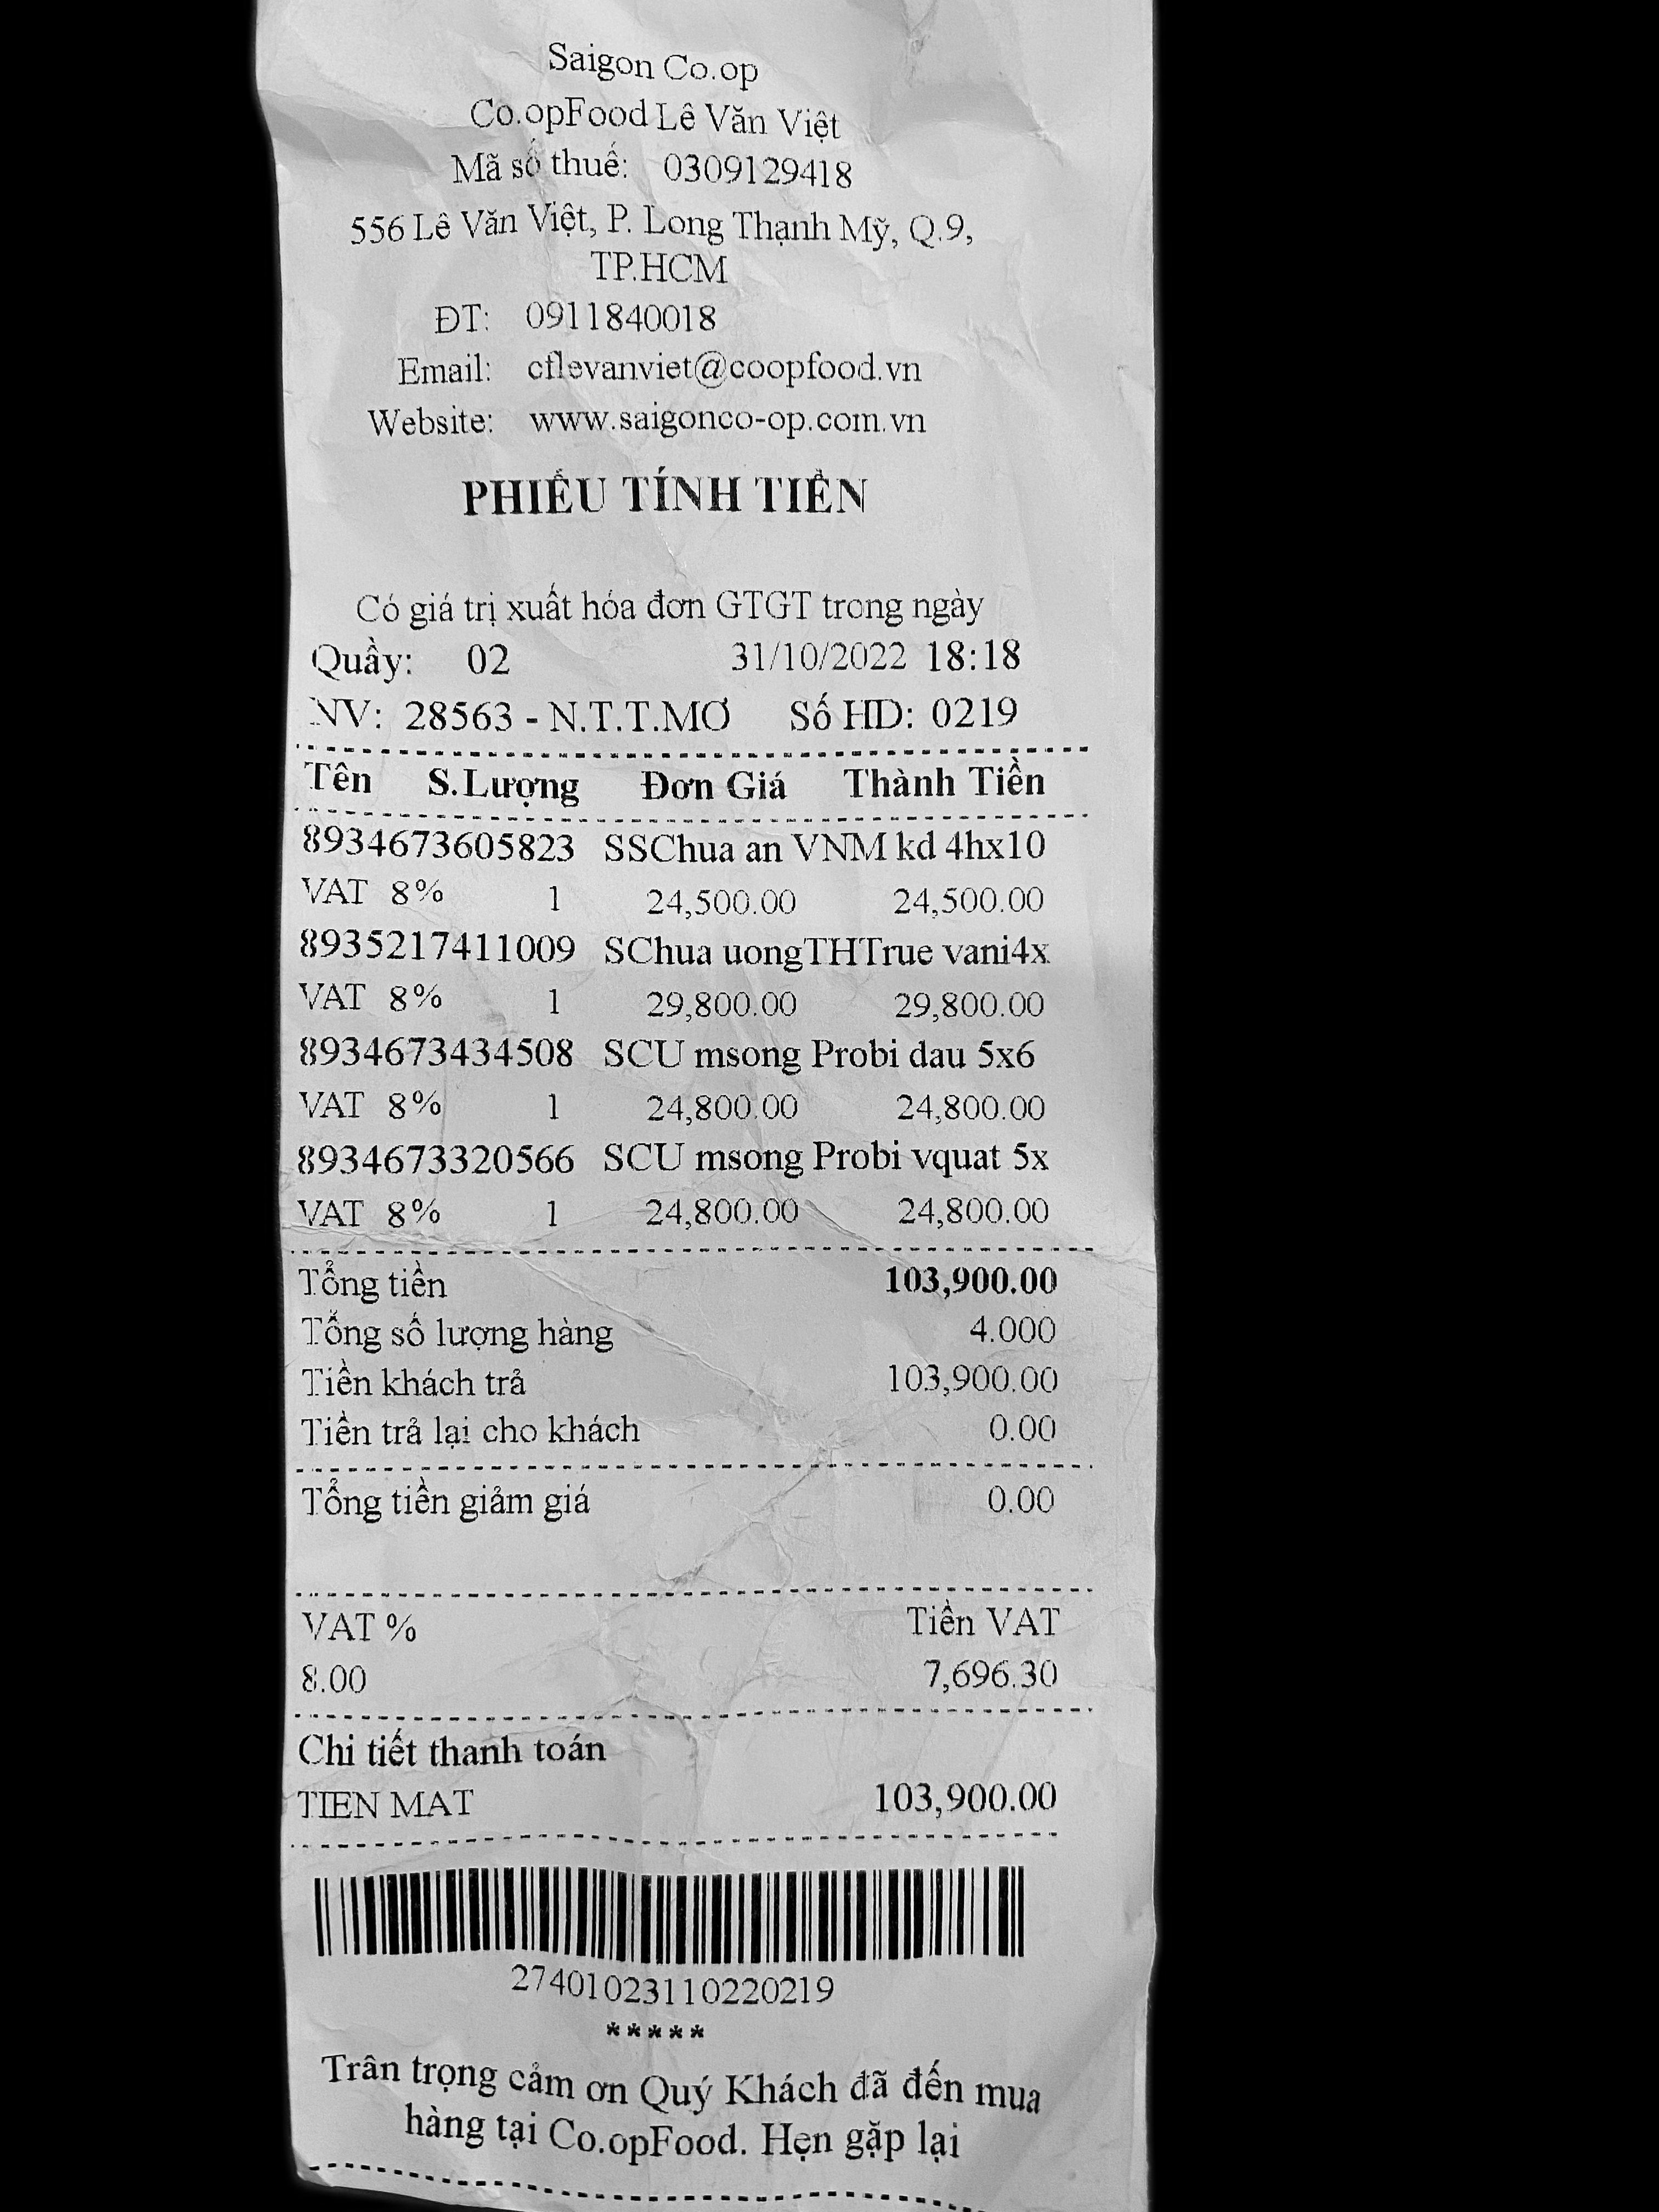 Saigon Co.op
Co.opFood Lê Văn Việt
Mã số thuế: 0309129418
556 Lê Văn Việt, P. Long Thạnh Mỹ, Q.9,
TP.HCM
ĐT: 0911840018
Email: cflevanviet@coopfood.vn
Website: www.saigonco-op.com.vn
PHIẾU TÍNH TIỀN
Có giá trị xuất hóa đơn GTGT trong ngày
Quầy: 02 31/10/2022 18:18
NV: 28563 - N.T.T.MƠ Số HD: 0219
Tên S.Lượng Đơn Giá Thành Tiền
8934673605823 SSChua an VNM kd 4hx10
VAT 8% 1 24,500.00 24,500.00
8935217411009 SChua uongTHTrue vani4x
VAT 8% 1 29,800.00 29,800.00
8934673434508 SCU msong Probi dau 5x6
VAT 8% 1 24,800.00 24,800.00
8934673320566 SCU msong Probi vquat 5x
VAT 8% 1 24,800.00 24,800.00
Tổng tiền 103,900.00
Tổng số lượng hàng 4.000
Tiền khách trả 103,900.00
Tiền trả lại cho khách 0.00
Tổng tiền giảm giá 0.00
VAT % Tiền VAT
8.00 7,696.30
Chi tiết thanh toán
TIEN MAT 103,900.00
27401023110220219
*****
Trân trọng cảm ơn Quý Khách đã đến mua
hàng tại Co.opFood. Hẹn gặp lại